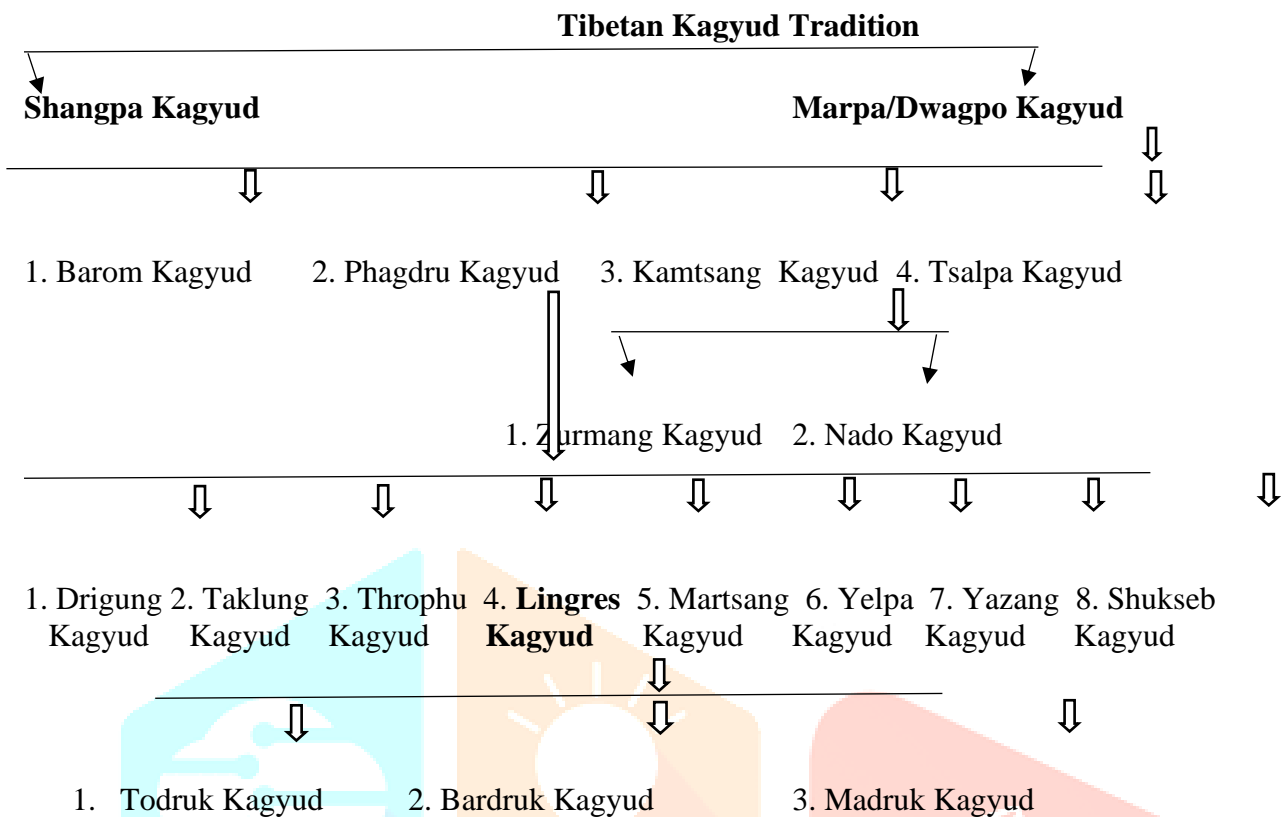 Tibetan Kagyud Tradition
Shangpa Kagyud Marpa/Dwagpo Kagyud
1. Barom Kagyud 2. Phagdru Kagyud 3. Kamtsang Kagyud 4. Tsalpa Kagyud
1. Zurmang Kagyud 2. Nado Kagyud
1. Drigung 2. Taklung 3. Throphu 4. Lingres 5. Martsang 6. Yelpa 7. Yazang 8. Shukseb
Kagyud Kagyud Kagyud Kagyud Kagyud Kagyud Kagyud Kagyud
1. Todruk Kagyud 2. Bardruk Kagyud 3. Madruk Kagyud